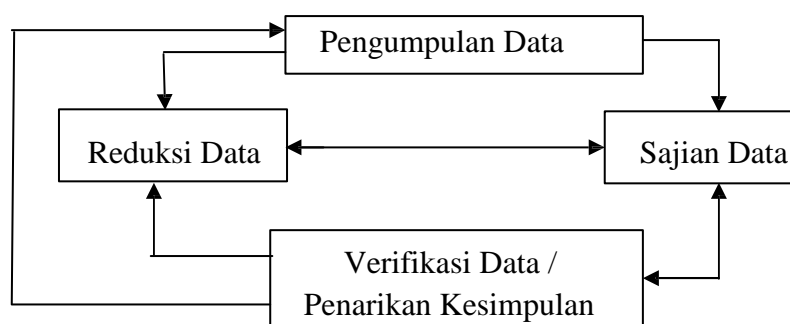 Pengumpulan Data
Reduksi Data
Sajian Data
Verifikasi Data /
Penarikan Kesimpulan